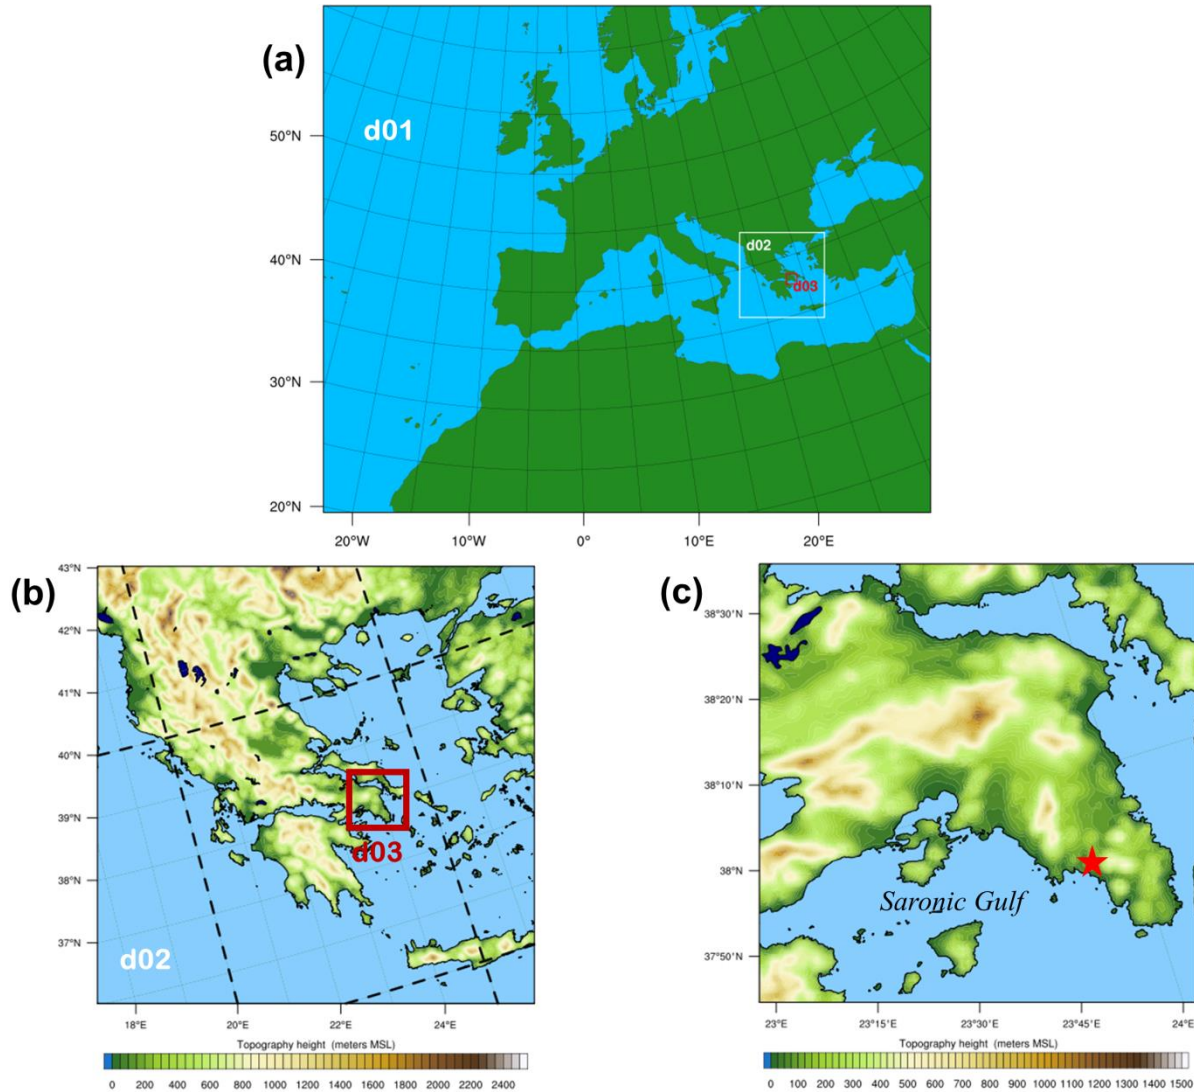 (a)
d01
50°N
40°N
30°N
20°N
d02
d03
20°W 10°W 0° 10°E 20°E
(b)
43°N
42°N
41°N
40°N
39°N
38°N
37°N
d03
d02
18°E 20°E 22°E 24°E
Topography height (meters MSL)
0 200 400 600 800 1000 1200 1400 1600 1800 2000 2200 2400
(c)
38°30'N
38°20'N
38°10'N
38°N
37°50'N
Saronic Gulf
23°E 23°15'E 23°30'E 23°45'E 24°E
Topography height (meters MSL)
0 100 200 300 400 500 600 700 800 900 1000 1100 1200 1300 1400 1500